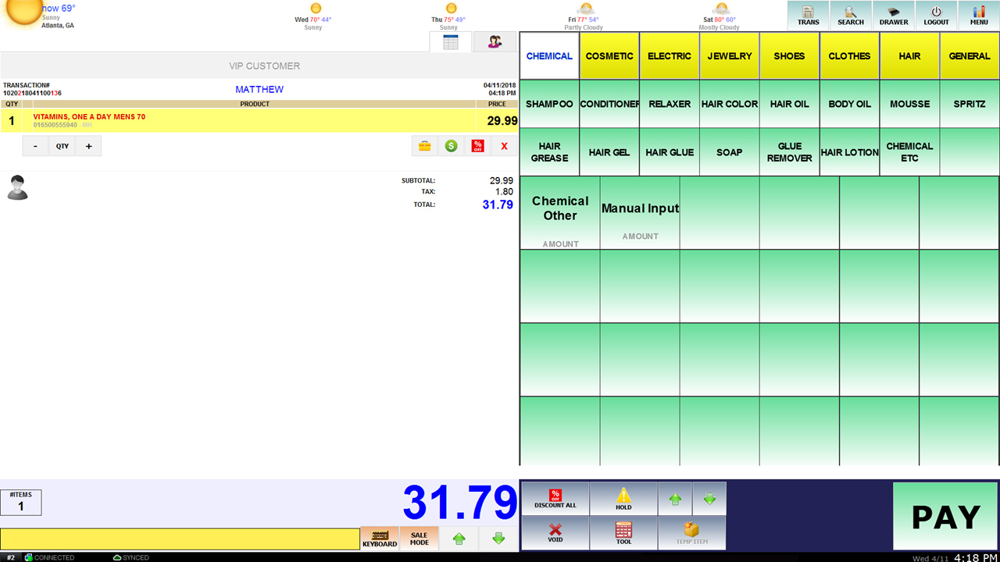 now 69°
Sunny
Atlanta, GA
Wed 70° 44°
Sunny
Thu 75° 49°
Sunny
Fri 77° 54°
Partly Cloudy
Sat 80° 60°
Mostly Cloudy
TRANS
SEARCH
DRAWER
LOGOUT
MENU
VIP CUSTOMER
TRANSACTION#
1020218041100136
MATTHEW
04/11/2018
04:18 PM
QTY
PRODUCT
PRICE
1
VITAMINS, ONE A DAY MENS 70
016500555940 - MH
29.99
-
QTY
+
$
% OFF
X
SUBTOTAL: 29.99
TAX: 1.80
TOTAL: 31.79
CHEMICAL
COSMETIC
ELECTRIC
JEWELRY
SHOES
CLOTHES
HAIR
GENERAL
SHAMPOO
CONDITIONER
RELAXER
HAIR COLOR
HAIR OIL
BODY OIL
MOUSSE
SPRITZ
HAIR
GREASE
HAIR GEL
HAIR GLUE
SOAP
GLUE
REMOVER
HAIR LOTION
CHEMICAL
ETC
Chemical
Other
AMOUNT
Manual Input
AMOUNT
#ITEMS
1
31.79
KEYBOARD
SALE
MODE
% OFF
DISCOUNT ALL
HOLD
VOID
TOOL
TEMP ITEM
PAY
#2
CONNECTED
SYNCED
Wed 4/11 4:18 PM